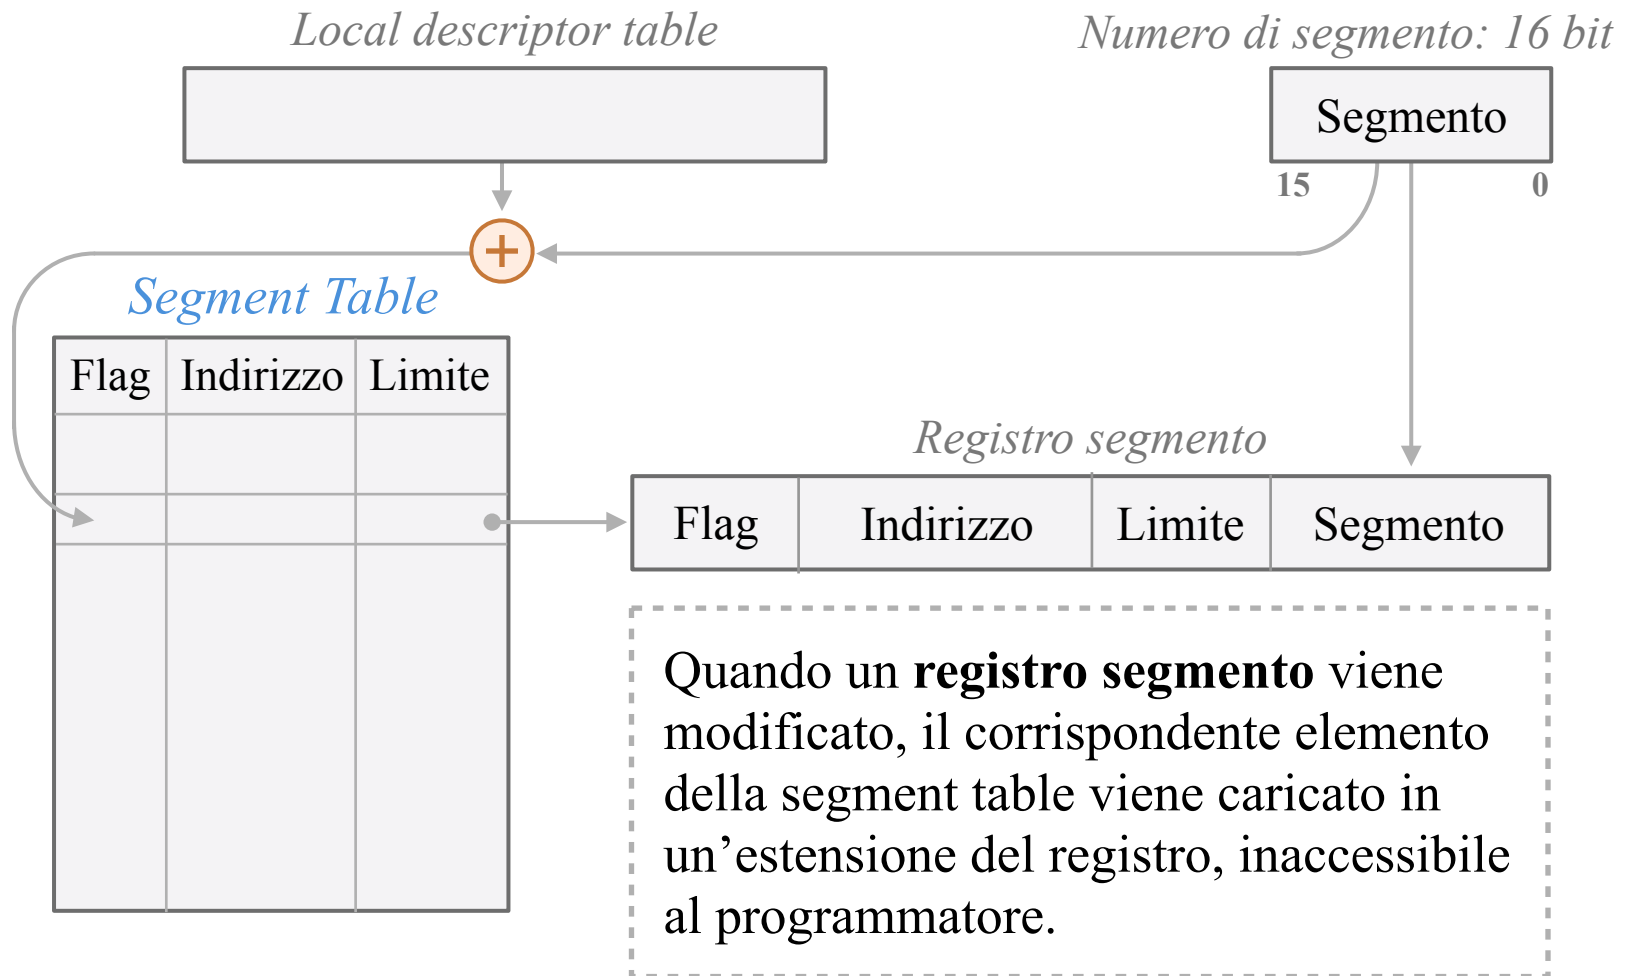 Local descriptor table
Numero di segmento: 16 bit
Segmento
15
0
+
Segment Table
Flag
Indirizzo
Limite
Registro segmento
Flag
Indirizzo
Limite
Segmento
Quando un registro segmento viene
modificato, il corrispondente elemento
della segment table viene caricato in
un’estensione del registro, inaccessibile
al programmatore.